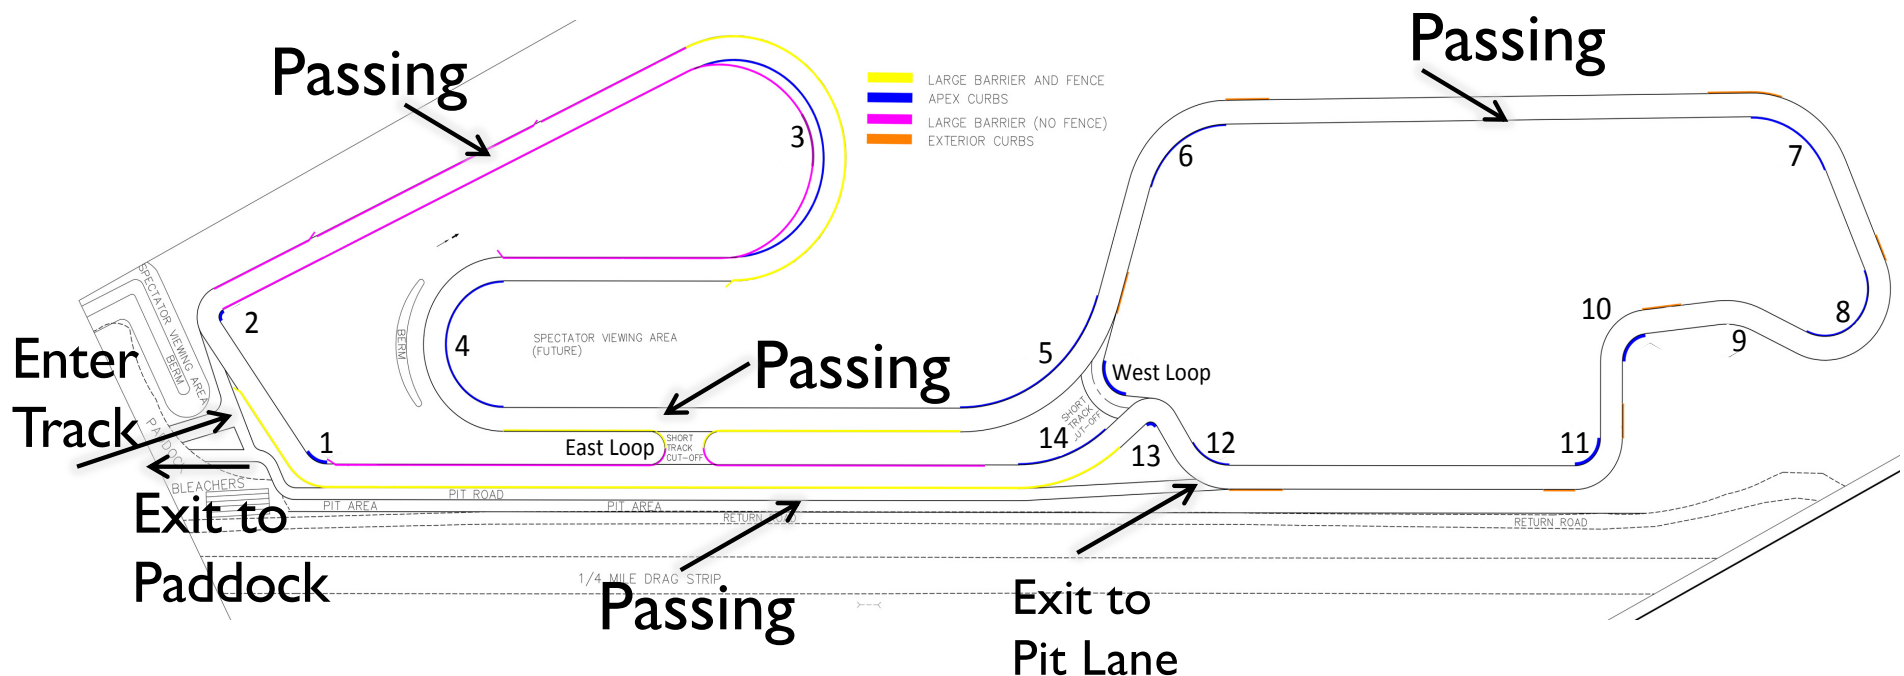 Passing
Passing
LARGE BARRIER AND FENCE
APEX CURBS
LARGE BARRIER (NO FENCE)
EXTERIOR CURBS
3
6
7
SPECTATOR VIEWING AREA
BERM
2
BERM
4
SPECTATOR VIEWING AREA
(FUTURE)
5
10
8
9
Enter
Track
Passing
West Loop
SHORT
TRACK
CUT-OFF
PADDOCK
1
East Loop
SHORT
TRACK
CUT-OFF
14
13
12
11
BLEACHERS
PIT ROAD
PIT AREA
PIT AREA
RETURN ROAD
RETURN ROAD
Exit to
Paddock
1/4 MILE DRAG STRIP
Passing
Exit to
Pit Lane